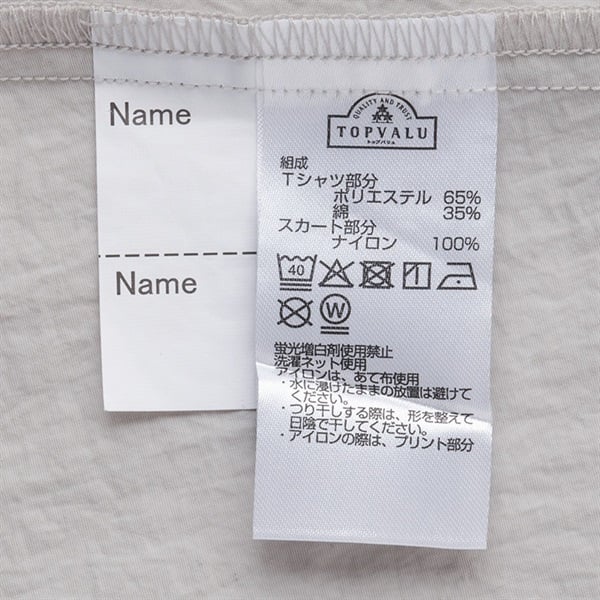 Name
Name
QUALITY AND TRUST
TOPVALU
トップバリュ
組成
Tシャツ部分
ポリエステル 65%
綿 35%
スカート部分
ナイロン 100%
40
W
蛍光増白剤使用禁止
洗濯ネット使用
アイロンは、あて布使用
・水に浸けたままの放置は避けて
ください。
・つり干しする際は、形を整えて
日陰で干してください。
・アイロンの際は、プリント部分